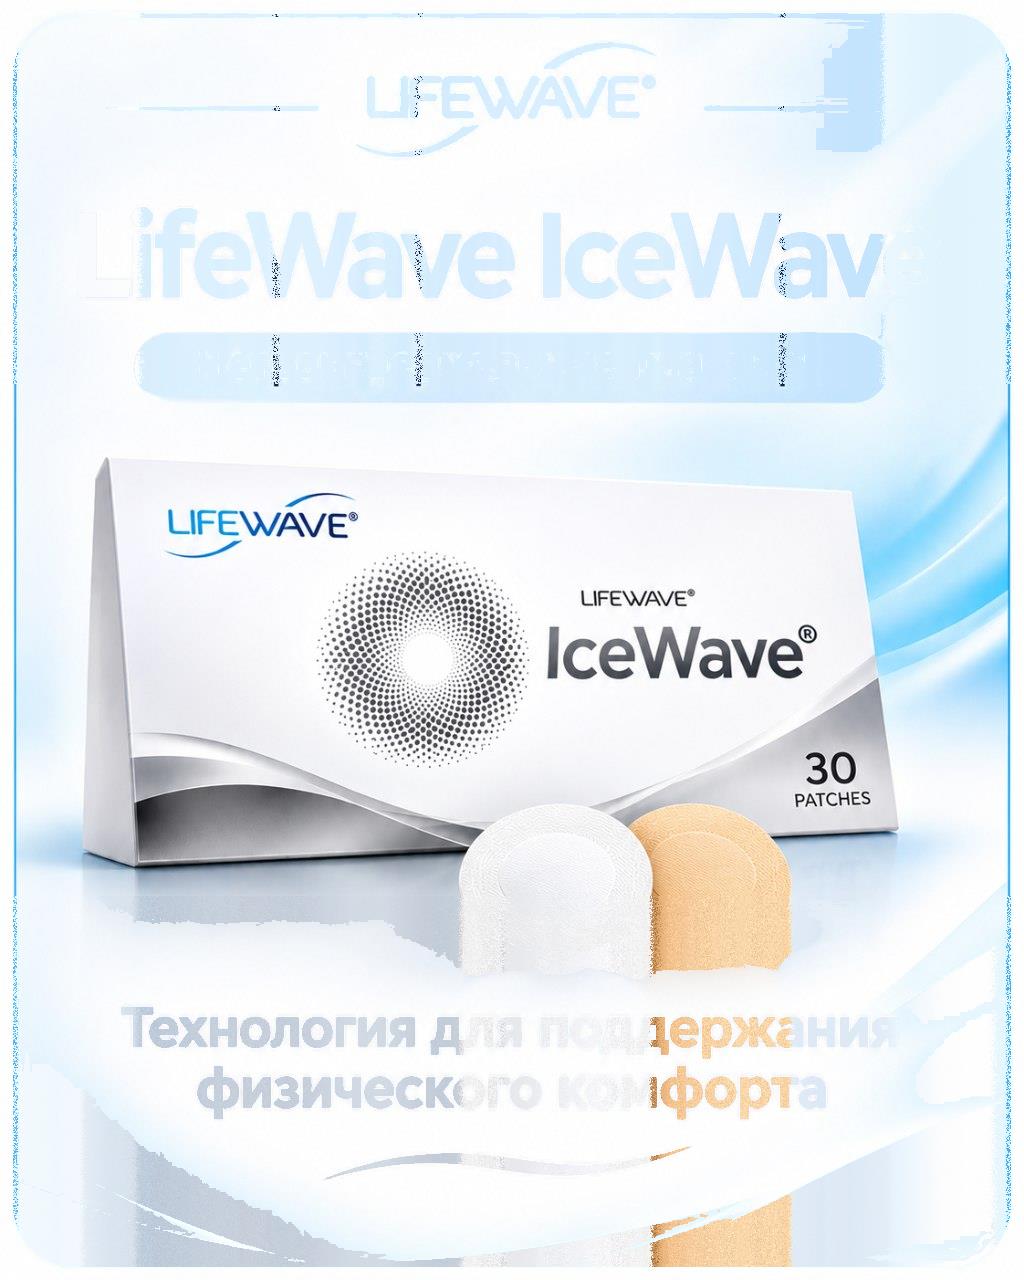 LIFEWAVE®
LifeWave IceWave
LIFEWAVE®
LIFEWAVE®
IceWave®
30
PATCHES
Технология для поддержания
физического комфорта